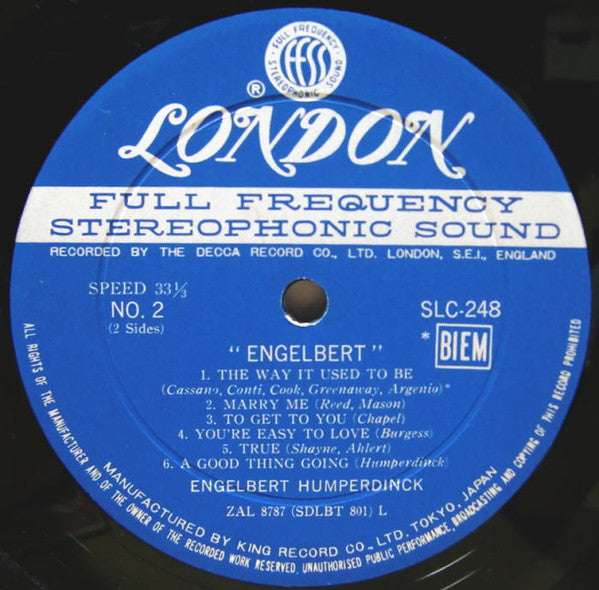 FULL FREQUENCY
ffss
STEREOPHONIC SOUND
®
LONDON
FULL FREQUENCY
STEREOPHONIC SOUND
RECORDED BY THE DECCA RECORD CO., LTD. LONDON, S.E.I., ENGLAND
SPEED 33⅓
NO. 2
(2 Sides)
SLC-248
* BIEM
"ENGELBERT"
1. THE WAY IT USED TO BE
(Cassano, Conti, Cook, Greenaway, Argenio)*
2. MARRY ME (Reed, Mason)
3. TO GET TO YOU (Chapel)
4. YOU'RE EASY TO LOVE (Burgess)
5. TRUE (Shayne, Ahlert)
6. A GOOD THING GOING (Humperdinck)
ENGELBERT HUMPERDINCK
ZAL 8787 (SDLBT 801) L
MANUFACTURED BY KING RECORD CO., LTD. TOKYO, JAPAN
ALL RIGHTS OF THE MANUFACTURER AND OF THE OWNER OF THE RECORDED WORK RESERVED, UNAUTHORISED PUBLIC PERFORMANCE, BROADCASTING AND COPYING OF THIS RECORD PROHIBITED